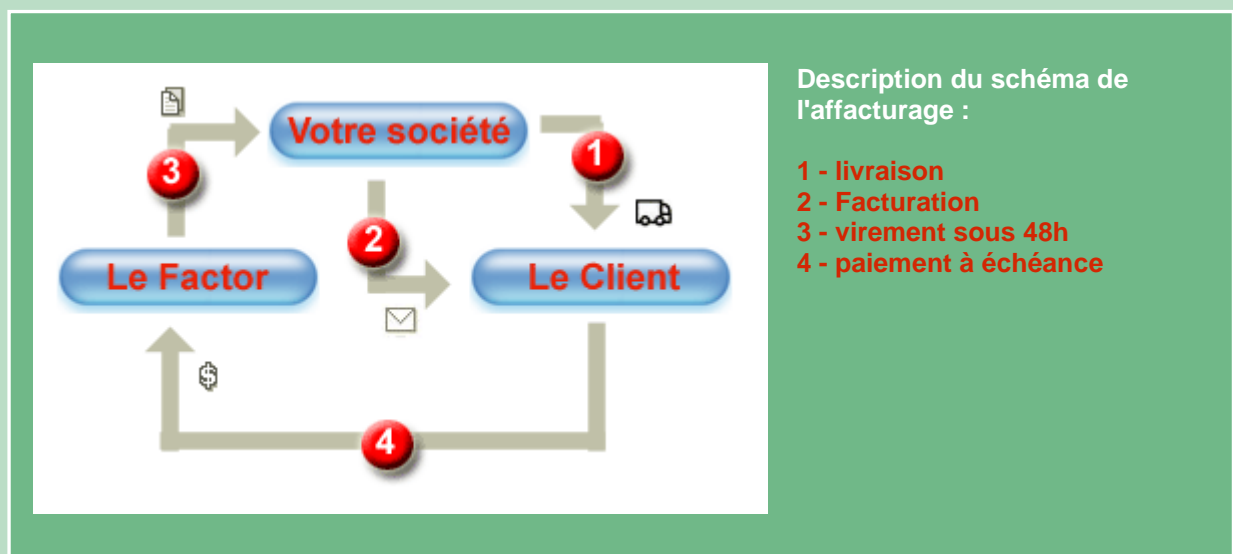 Votre société
3
1
2
Le Factor
Le Client
4
Description du schéma de
l'affacturage :
1 - livraison
2 - Facturation
3 - virement sous 48h
4 - paiement à échéance